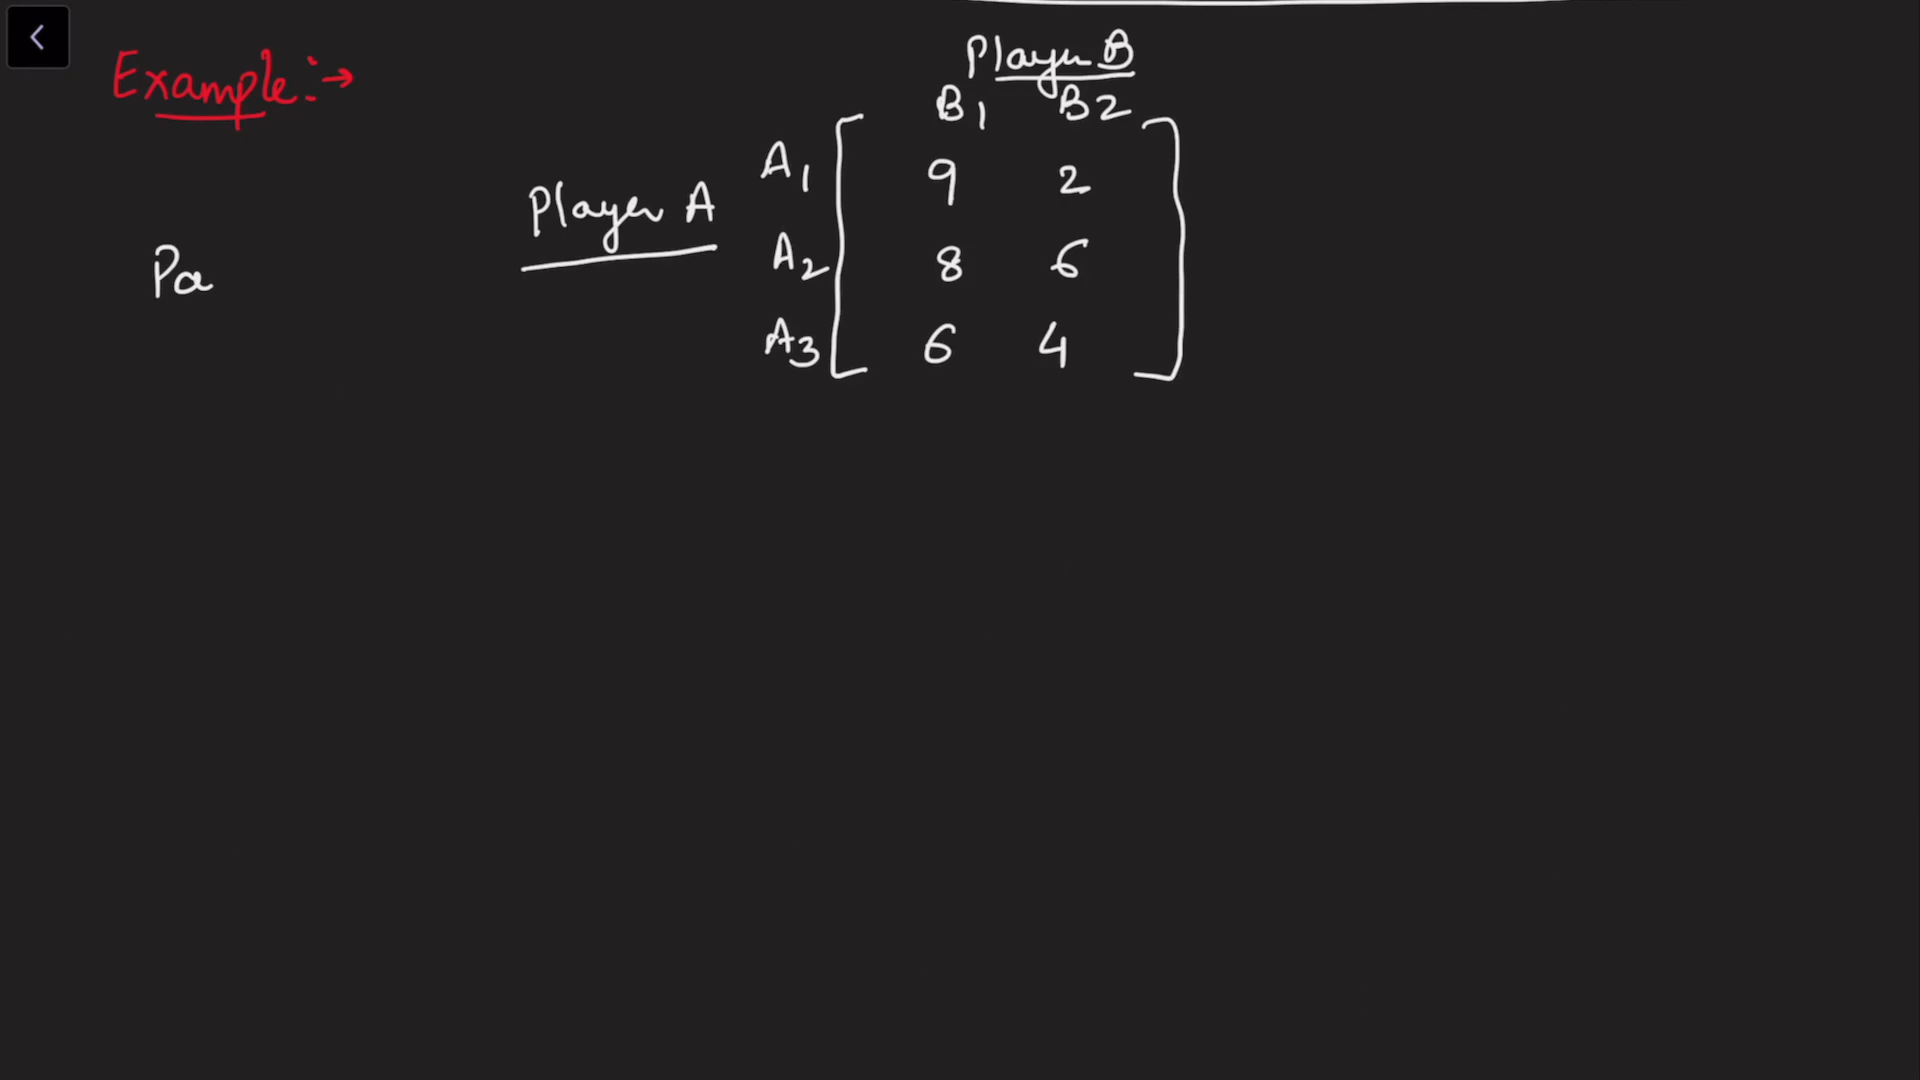 Example:→
Player B
B1 B2
A1 9 2
Player A
A2 8 6
Pa
A3 6 4